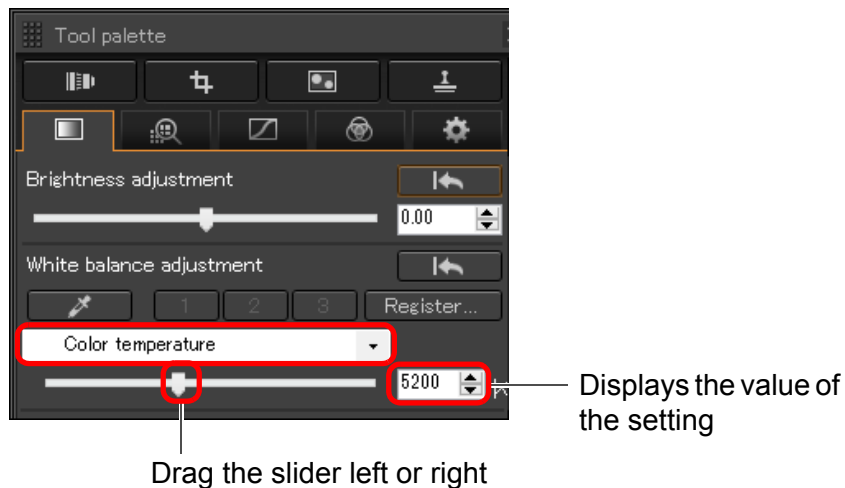 Tool palette
Brightness adjustment
0.00
White balance adjustment
1 2 3 Register...
Color temperature
5200
Displays the value of
the setting
Drag the slider left or right